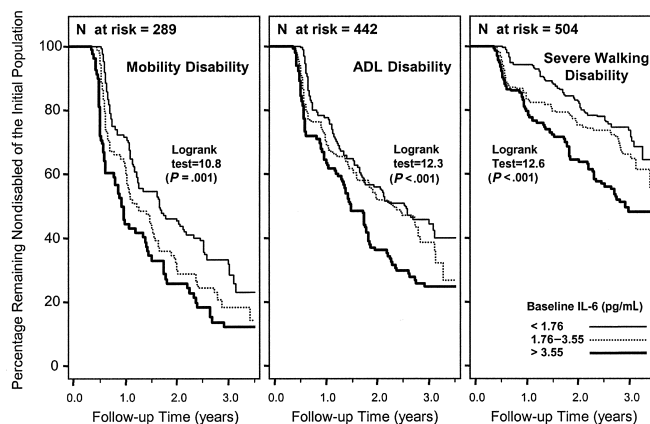 Percentage Remaining Nondisabled of the Initial Population
100
80
60
40
20
0
N at risk = 289
Mobility Disability
Logrank
test=10.8
(P = .001)
0.0 1.0 2.0 3.0
Follow-up Time (years)
N at risk = 442
ADL Disability
Logrank
test=12.3
(P <.001)
0.0 1.0 2.0 3.0
Follow-up Time (years)
N at risk = 504
Severe Walking
Disability
Logrank
Test=12.6
(P <.001)
Baseline IL-6 (pg/mL)
< 1.76
1.76–3.55
> 3.55
0.0 1.0 2.0 3.0
Follow-up Time (years)